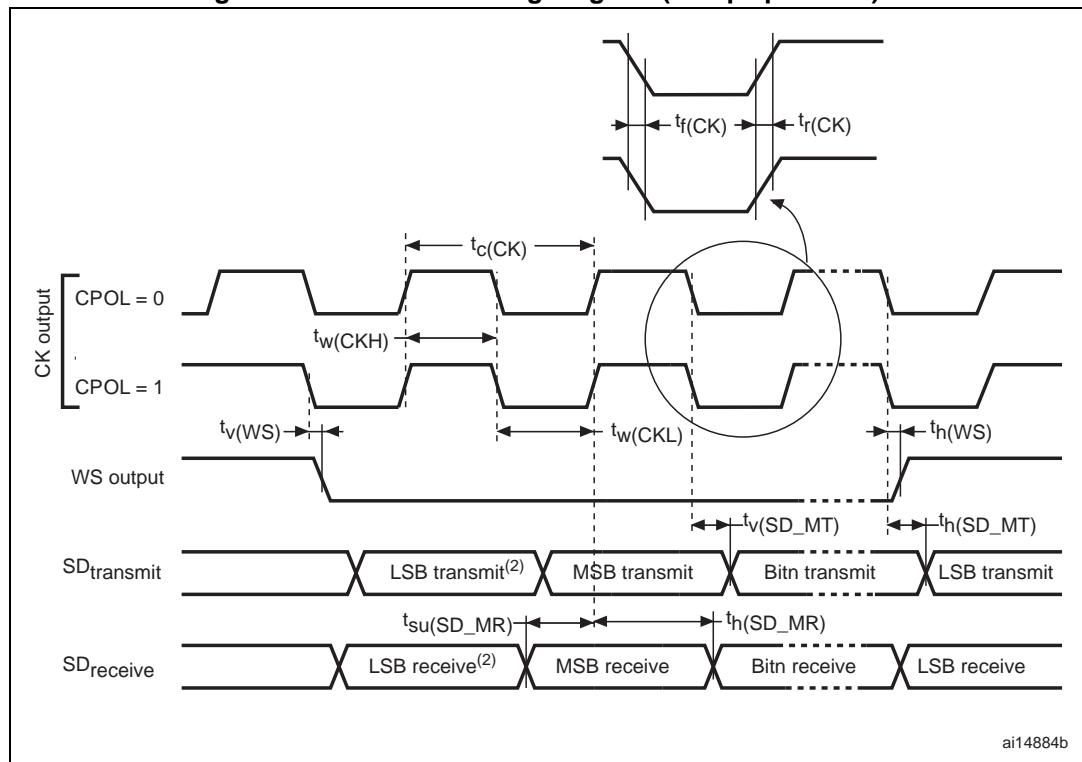 tf(CK)
tr(CK)
tc(CK)
CK output
CPOL = 0
tw(CKH)
CPOL = 1
tv(WS)
tw(CKL)
th(WS)
WS output
tv(SD_MT)
th(SD_MT)
SDtransmit
LSB transmit(2)
MSB transmit
Bitn transmit
LSB transmit
tsu(SD_MR)
th(SD_MR)
SDreceive
LSB receive(2)
MSB receive
Bitn receive
LSB receive
ai14884b